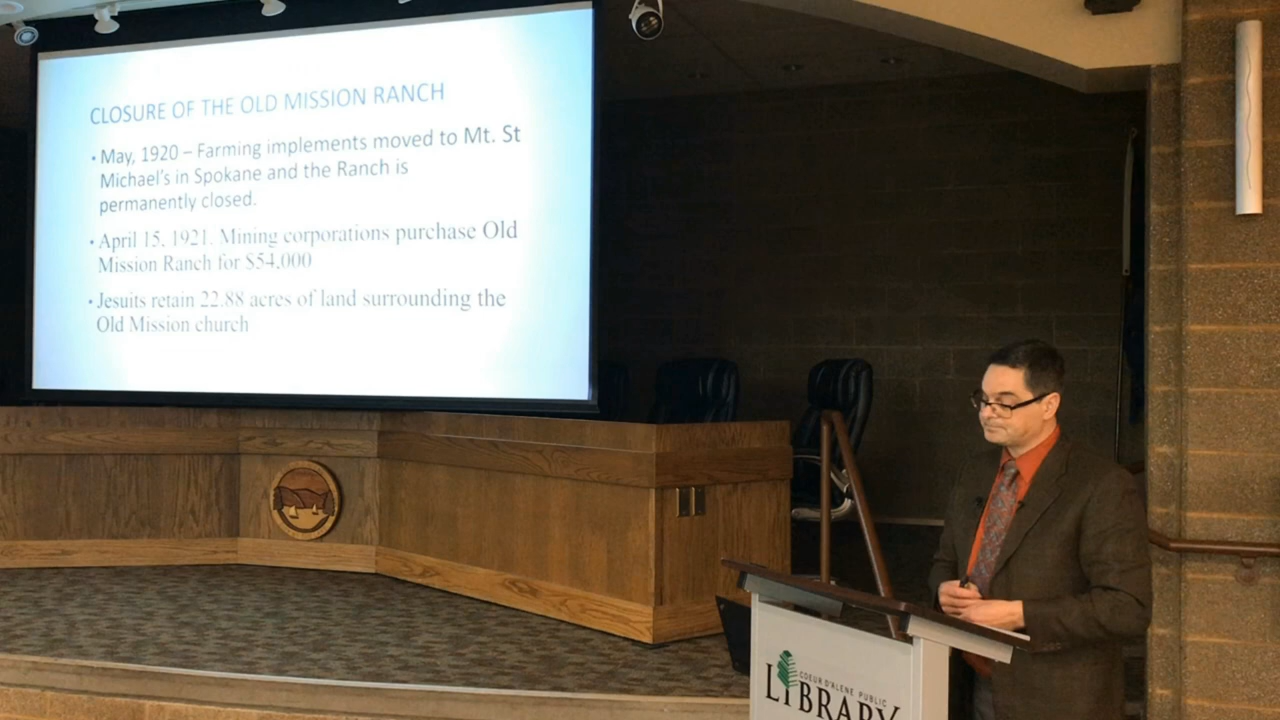 CLOSURE OF THE OLD MISSION RANCH
• May, 1920 – Farming implements moved to Mt. St
Michael's in Spokane and the Ranch is
permanently closed.
• April 15, 1921. Mining corporations purchase Old
Mission Ranch for $54,000
• Jesuits retain 22.88 acres of land surrounding the
Old Mission church
COEUR D'ALENE PUBLIC
LIBRARY